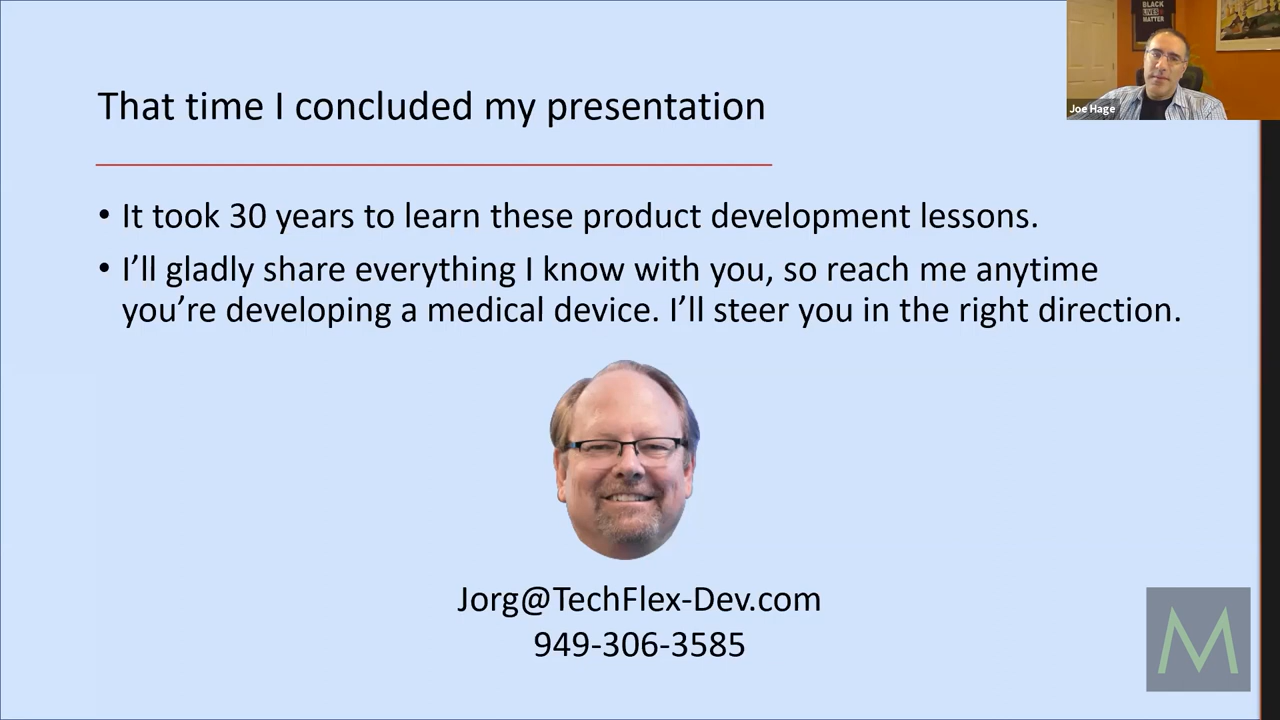 BLACK
LIVES
MATTER
Joe Hage
That time I concluded my presentation
• It took 30 years to learn these product development lessons.
• I’ll gladly share everything I know with you, so reach me anytime
you’re developing a medical device. I’ll steer you in the right direction.
Jorg@TechFlex-Dev.com
949-306-3585
M